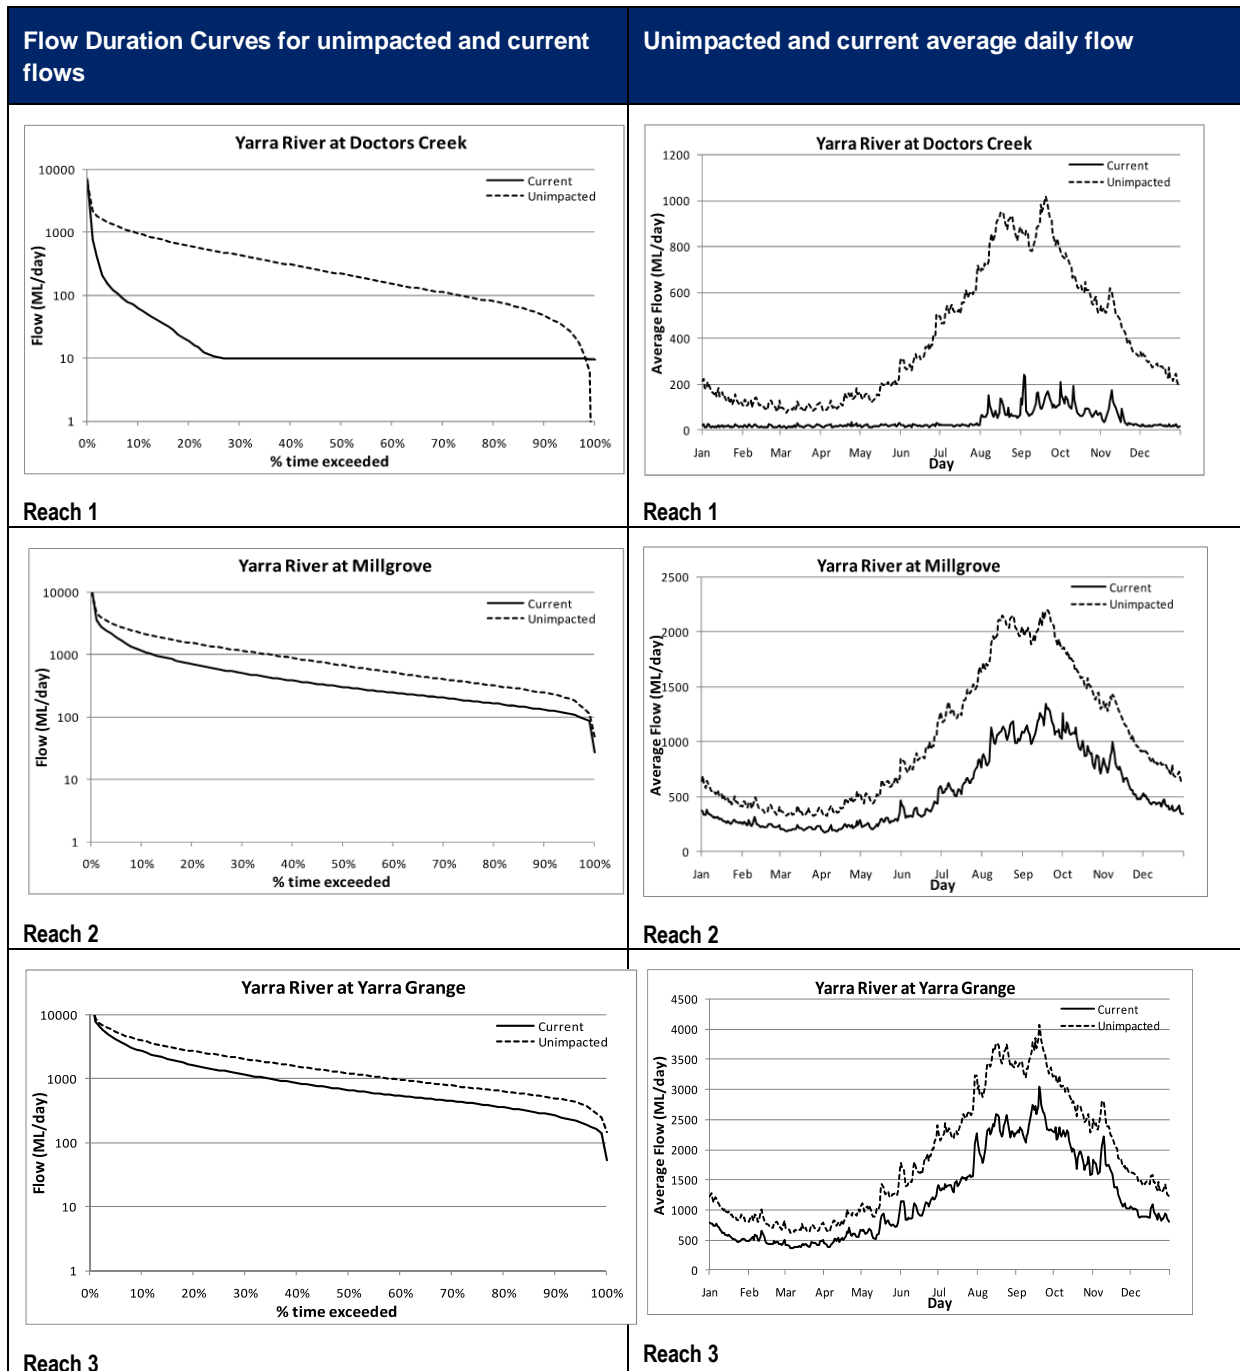 Flow Duration Curves for unimpacted and current
flows
Unimpacted and current average daily flow
Yarra River at Doctors Creek
10000
1000
100
10
1
Flow (ML/day)
Current
Unimpacted
0% 10% 20% 30% 40% 50% 60% 70% 80% 90% 100%
% time exceeded
Reach 1
Yarra River at Doctors Creek
1200
1000
800
600
400
200
0
Average Flow (ML/day)
Current
Unimpacted
Jan Feb Mar Apr May Jun Jul Aug Sep Oct Nov Dec
Day
Reach 1
Yarra River at Millgrove
10000
1000
100
10
1
Flow (ML/day)
Current
Unimpacted
0% 10% 20% 30% 40% 50% 60% 70% 80% 90% 100%
% time exceeded
Reach 2
Yarra River at Millgrove
2500
2000
1500
1000
500
0
Average Flow (ML/day)
Current
Unimpacted
Jan Feb Mar Apr May Jun Jul Aug Sep Oct Nov Dec
Day
Reach 2
Yarra River at Yarra Grange
10000
1000
100
10
1
Flow (ML/day)
Current
Unimpacted
0% 10% 20% 30% 40% 50% 60% 70% 80% 90% 100%
% time exceeded
Reach 3
Yarra River at Yarra Grange
4500
4000
3500
3000
2500
2000
1500
1000
500
0
Average Flow (ML/day)
Current
Unimpacted
Jan Feb Mar Apr May Jun Jul Aug Sep Oct Nov Dec
Day
Reach 3